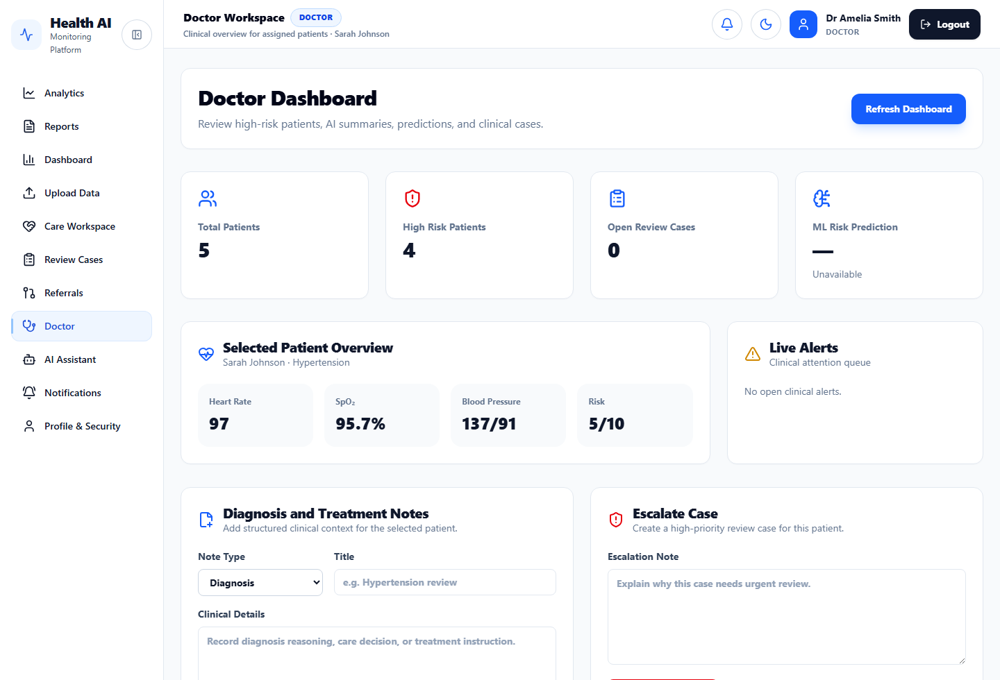 Health AI
Monitoring
Platform
Analytics
Reports
Dashboard
Upload Data
Care Workspace
Review Cases
Referrals
Doctor
AI Assistant
Notifications
Profile & Security
Doctor Workspace DOCTOR
Clinical overview for assigned patients · Sarah Johnson
Dr Amelia Smith
DOCTOR
Logout
Doctor Dashboard
Review high-risk patients, AI summaries, predictions, and clinical cases.
Refresh Dashboard
Total Patients
5
High Risk Patients
4
Open Review Cases
0
ML Risk Prediction
—
Unavailable
Selected Patient Overview
Sarah Johnson · Hypertension
Heart Rate
97
SpO₂
95.7%
Blood Pressure
137/91
Risk
5/10
Live Alerts
Clinical attention queue
No open clinical alerts.
Diagnosis and Treatment Notes
Add structured clinical context for the selected patient.
Note Type
Diagnosis
Title
e.g. Hypertension review
Clinical Details
Record diagnosis reasoning, care decision, or treatment instruction.
Escalate Case
Create a high-priority review case for this patient.
Escalation Note
Explain why this case needs urgent review.